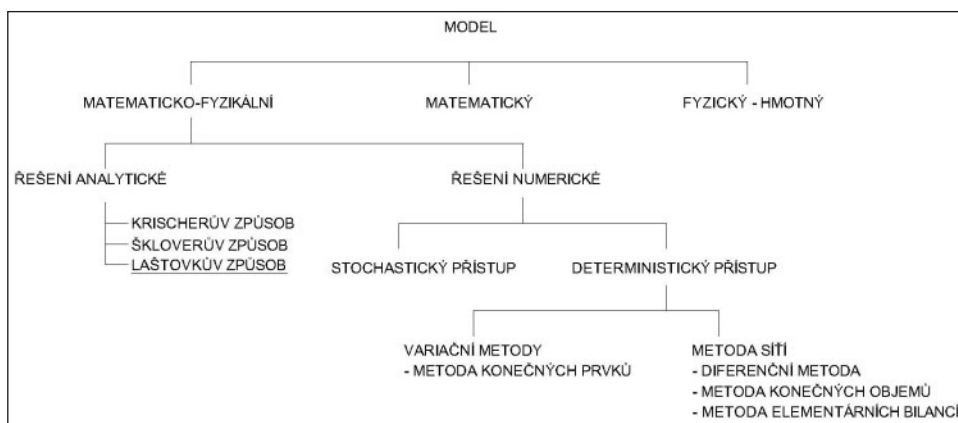 MODEL
MATEMATICKO-FYZIKÁLNÍ
MATEMATICKÝ
FYZICKÝ - HMOTNÝ
ŘEŠENÍ ANALYTICKÉ
ŘEŠENÍ NUMERICKÉ
KRISCHERŮV ZPŮSOB
ŠKLOVERŮV ZPŮSOB
LAŠTOVKŮV ZPŮSOB
STOCHASTICKÝ PŘÍSTUP
DETERMINISTICKÝ PŘÍSTUP
VARIAČNÍ METODY
- METODA KONEČNÝCH PRVKŮ
METODA SÍTÍ
- DIFERENČNÍ METODA
- METODA KONEČNÝCH OBJEMŮ
- METODA ELEMENTÁRNÍCH BILANCÍ